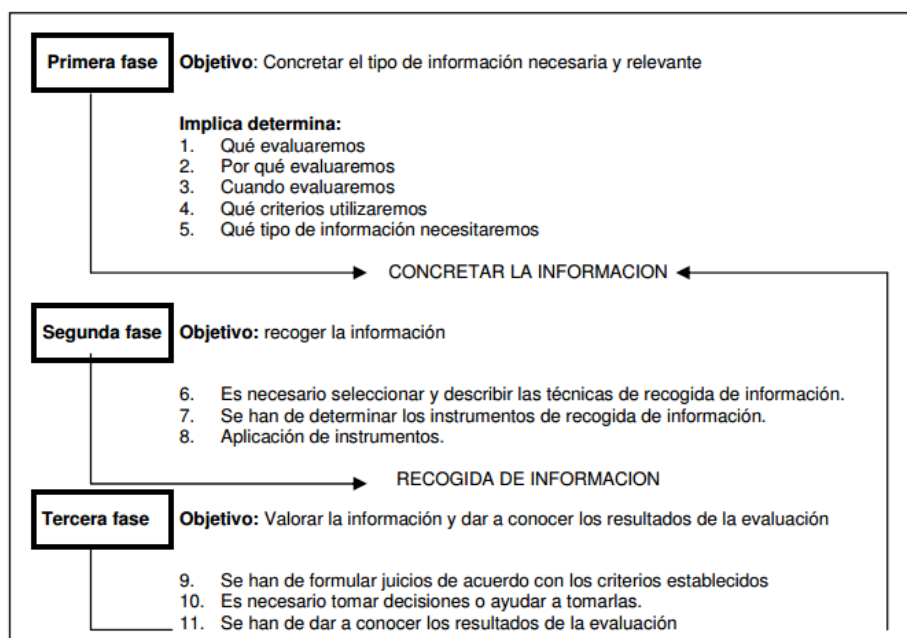 Primera fase Objetivo: Concretar el tipo de información necesaria y relevante
Implica determina:
1. Qué evaluaremos
2. Por qué evaluaremos
3. Cuando evaluaremos
4. Qué criterios utilizaremos
5. Qué tipo de información necesitaremos
CONCRETAR LA INFORMACION
Segunda fase Objetivo: recoger la información
6. Es necesario seleccionar y describir las técnicas de recogida de información.
7. Se han de determinar los instrumentos de recogida de información.
8. Aplicación de instrumentos.
RECOGIDA DE INFORMACION
Tercera fase Objetivo: Valorar la información y dar a conocer los resultados de la evaluación
9. Se han de formular juicios de acuerdo con los criterios establecidos
10. Es necesario tomar decisiones o ayudar a tomarlas.
11. Se han de dar a conocer los resultados de la evaluación